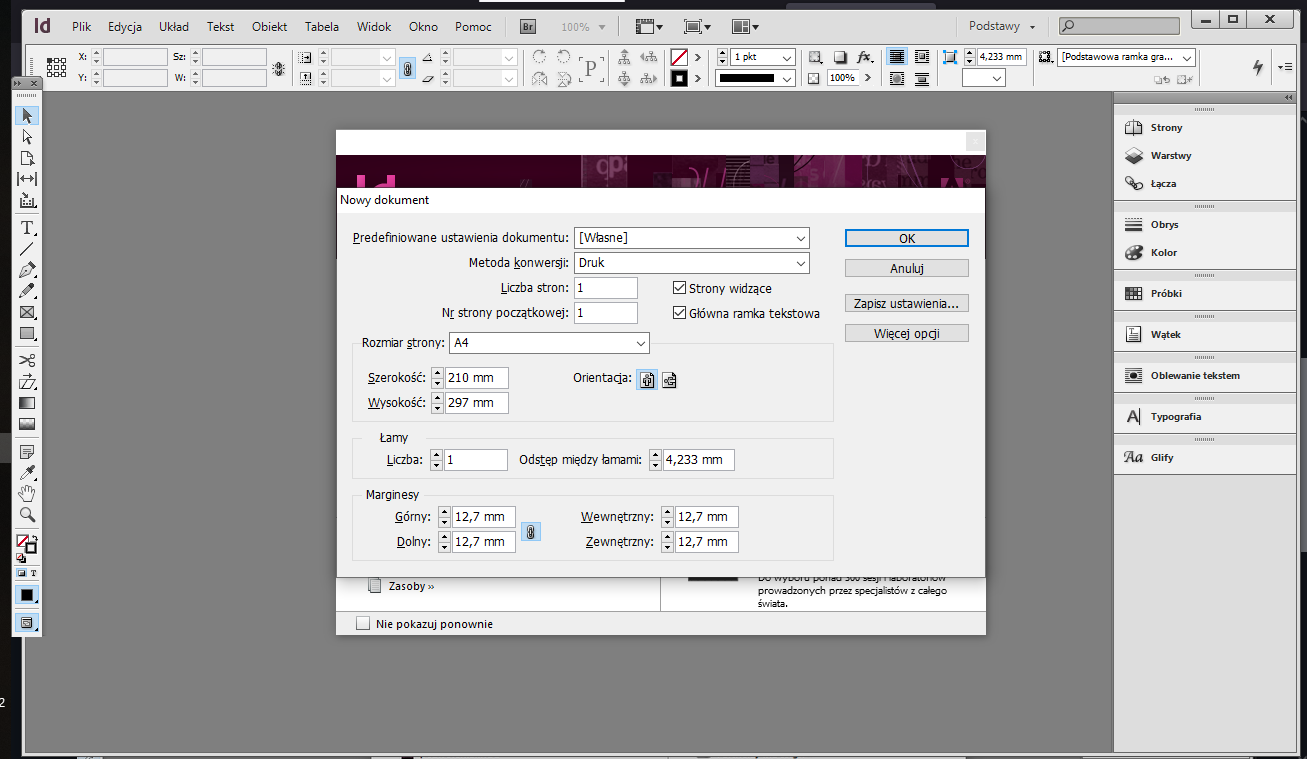 Id Plik Edycja Układ Tekst Obiekt Tabela Widok Okno Pomoc Br 100% Podstawy
X: Sz: 1 pkt fx 4,233 mm [Podstawowa ramka gra...
Y: W: P 100%
Nowy dokument
Predefiniowane ustawienia dokumentu: [Własne]
Metoda konwersji: Druk
Liczba stron: 1
Strony widzące
Nr strony początkowej: 1
Główna ramka tekstowa
Rozmiar strony: A4
Szerokość: 210 mm
Orientacja:
Wysokość: 297 mm
Łamy
Liczba: 1
Odstęp między łamami: 4,233 mm
Marginesy
Górny: 12,7 mm
Wewnętrzny: 12,7 mm
Dolny: 12,7 mm
Zewnętrzny: 12,7 mm
OK
Anuluj
Zapisz ustawienia...
Więcej opcji
Zasoby »
Do wyboru ponad 300 sesji i laboratoriów
prowadzonych przez specjalistów z całego
świata.
Nie pokazuj ponownie
Strony
Warstwy
Łącza
Obrys
Kolor
Próbki
Wątek
Oblewanie tekstem
Typografia
Glify
T
T
2